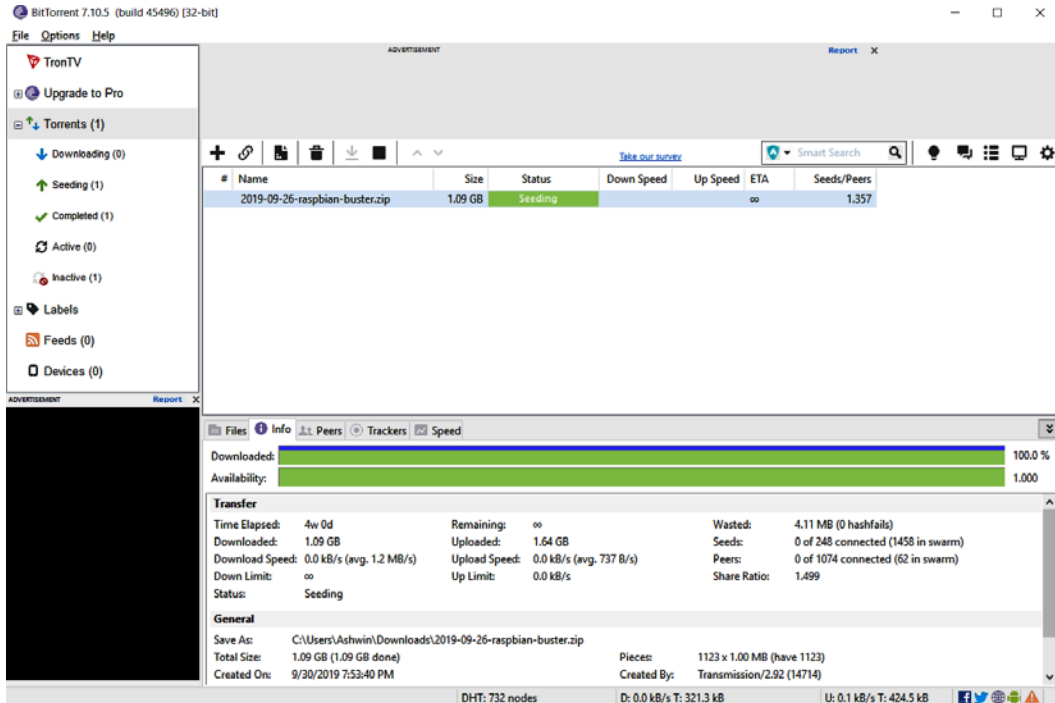 BitTorrent 7.10.5 (build 45496) [32-bit]
File Options Help
ADVERTISEMENT Report X
TronTV
Upgrade to Pro
Torrents (1)
Downloading (0)
Seeding (1)
Completed (1)
Active (0)
Inactive (1)
Labels
Feeds (0)
Devices (0)
ADVERTISEMENT Report X
Take our survey Smart Search
# Name Size Status Down Speed Up Speed ETA Seeds/Peers
2019-09-26-raspbian-buster.zip 1.09 GB Seeding ∞ 1.357
Files Info Peers Trackers Speed
Downloaded: 100.0 %
Availability: 1.000
Transfer
Time Elapsed: 4w 0d Remaining: ∞ Wasted: 4.11 MB (0 hashfails)
Downloaded: 1.09 GB Uploaded: 1.64 GB Seeds: 0 of 248 connected (1458 in swarm)
Download Speed: 0.0 kB/s (avg. 1.2 MB/s) Upload Speed: 0.0 kB/s (avg. 737 B/s) Peers: 0 of 1074 connected (62 in swarm)
Down Limit: ∞ Up Limit: 0.0 kB/s Share Ratio: 1.499
Status: Seeding
General
Save As: C:\Users\Ashwin\Downloads\2019-09-26-raspbian-buster.zip
Total Size: 1.09 GB (1.09 GB done) Pieces: 1123 x 1.00 MB (have 1123)
Created On: 9/30/2019 7:53:40 PM Created By: Transmission/2.92 (14714)
DHT: 732 nodes D: 0.0 kB/s T: 321.3 kB U: 0.1 kB/s T: 424.5 kB